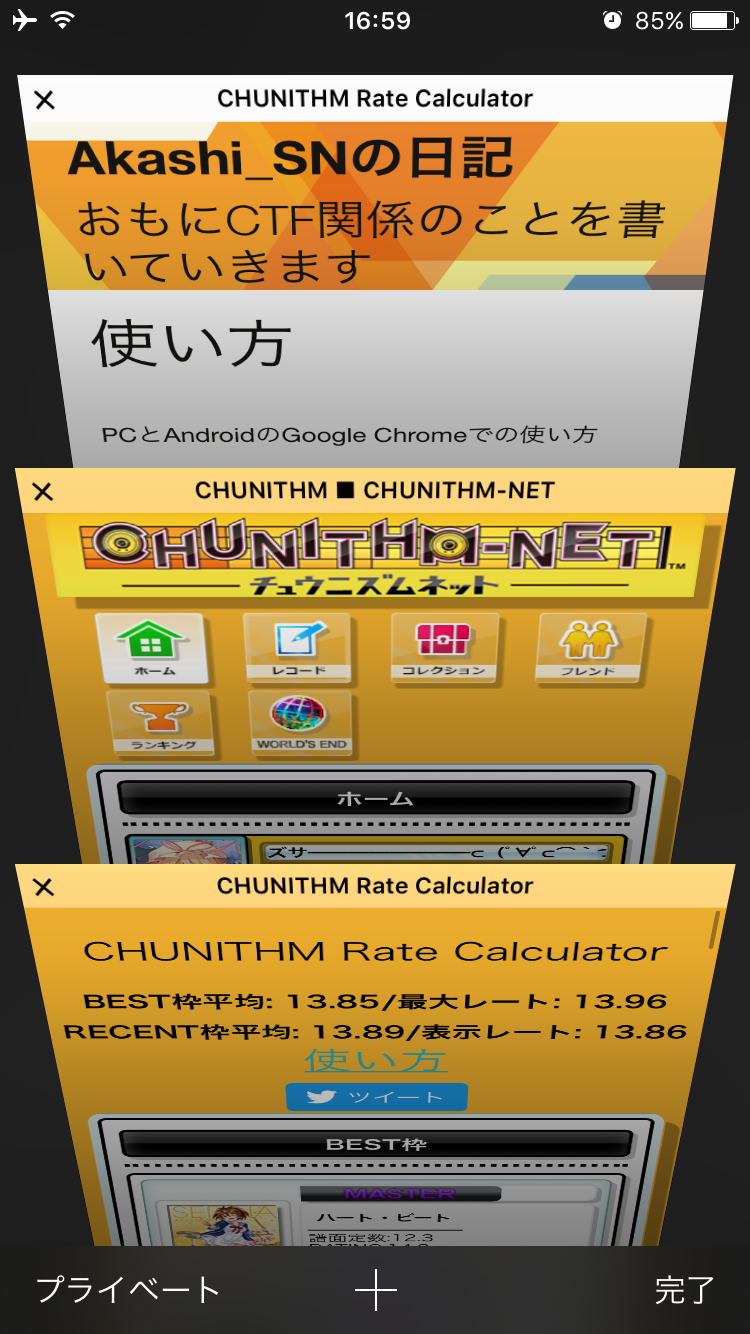 16:59
85%
CHUNITHM Rate Calculator
Akashi_SNの日記
おもにCTF関係のことを書
いていきます
使い方
PCとAndroidのGoogle Chromeでの使い方
CHUNITHM ■ CHUNITHM-NET
CHUNITHM-NET TM
チュウニズムネット
ホーム レコード コレクション フレンド
ランキング WORLD'S END
ホーム
CHUNITHM Rate Calculator
CHUNITHM Rate Calculator
BEST枠平均: 13.85/最大レート: 13.96
RECENT枠平均: 13.89/表示レート: 13.86
使い方
ツイート
BEST枠
MASTER
ハート・ビート
譜面定数:12.3
プライベート
完了